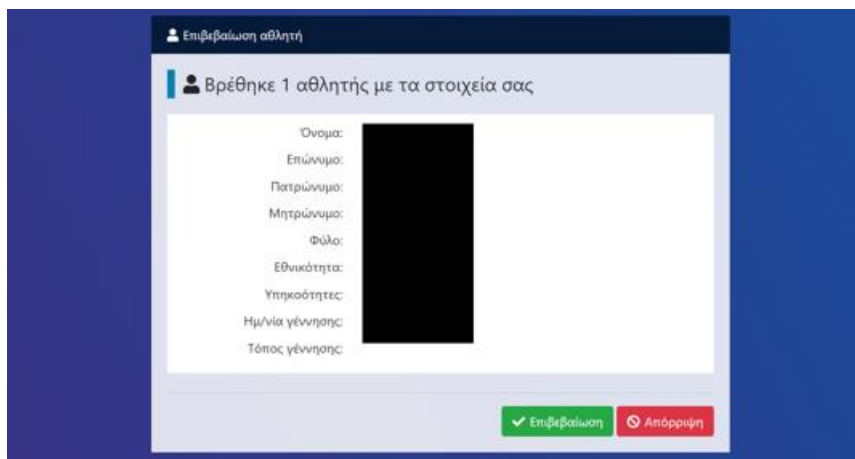 Επιβεβαίωση αθλητή
Βρέθηκε 1 αθλητής με τα στοιχεία σας
Όνομα:
Επώνυμο:
Πατρώνυμο:
Μητρώνυμο:
Φύλο:
Εθνικότητα:
Υπηκοότητες:
Ημ/νία γέννησης:
Τόπος γέννησης:
Επιβεβαίωση Απόρριψη